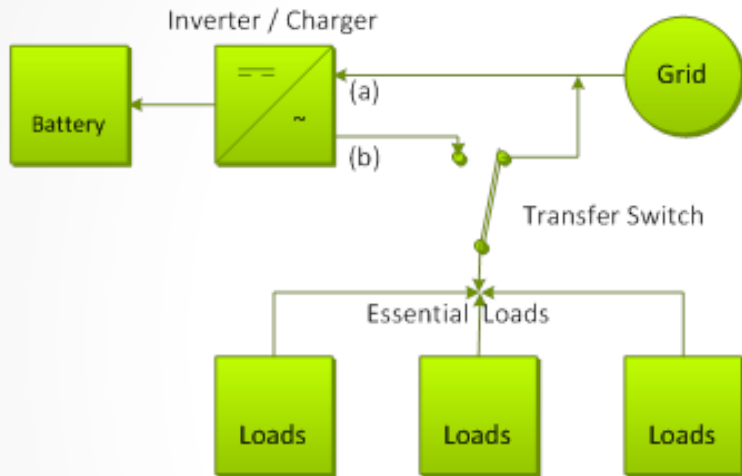 Inverter / Charger
Grid
(a)
Battery
~
(b)
Transfer Switch
Essential Loads
Loads
Loads
Loads